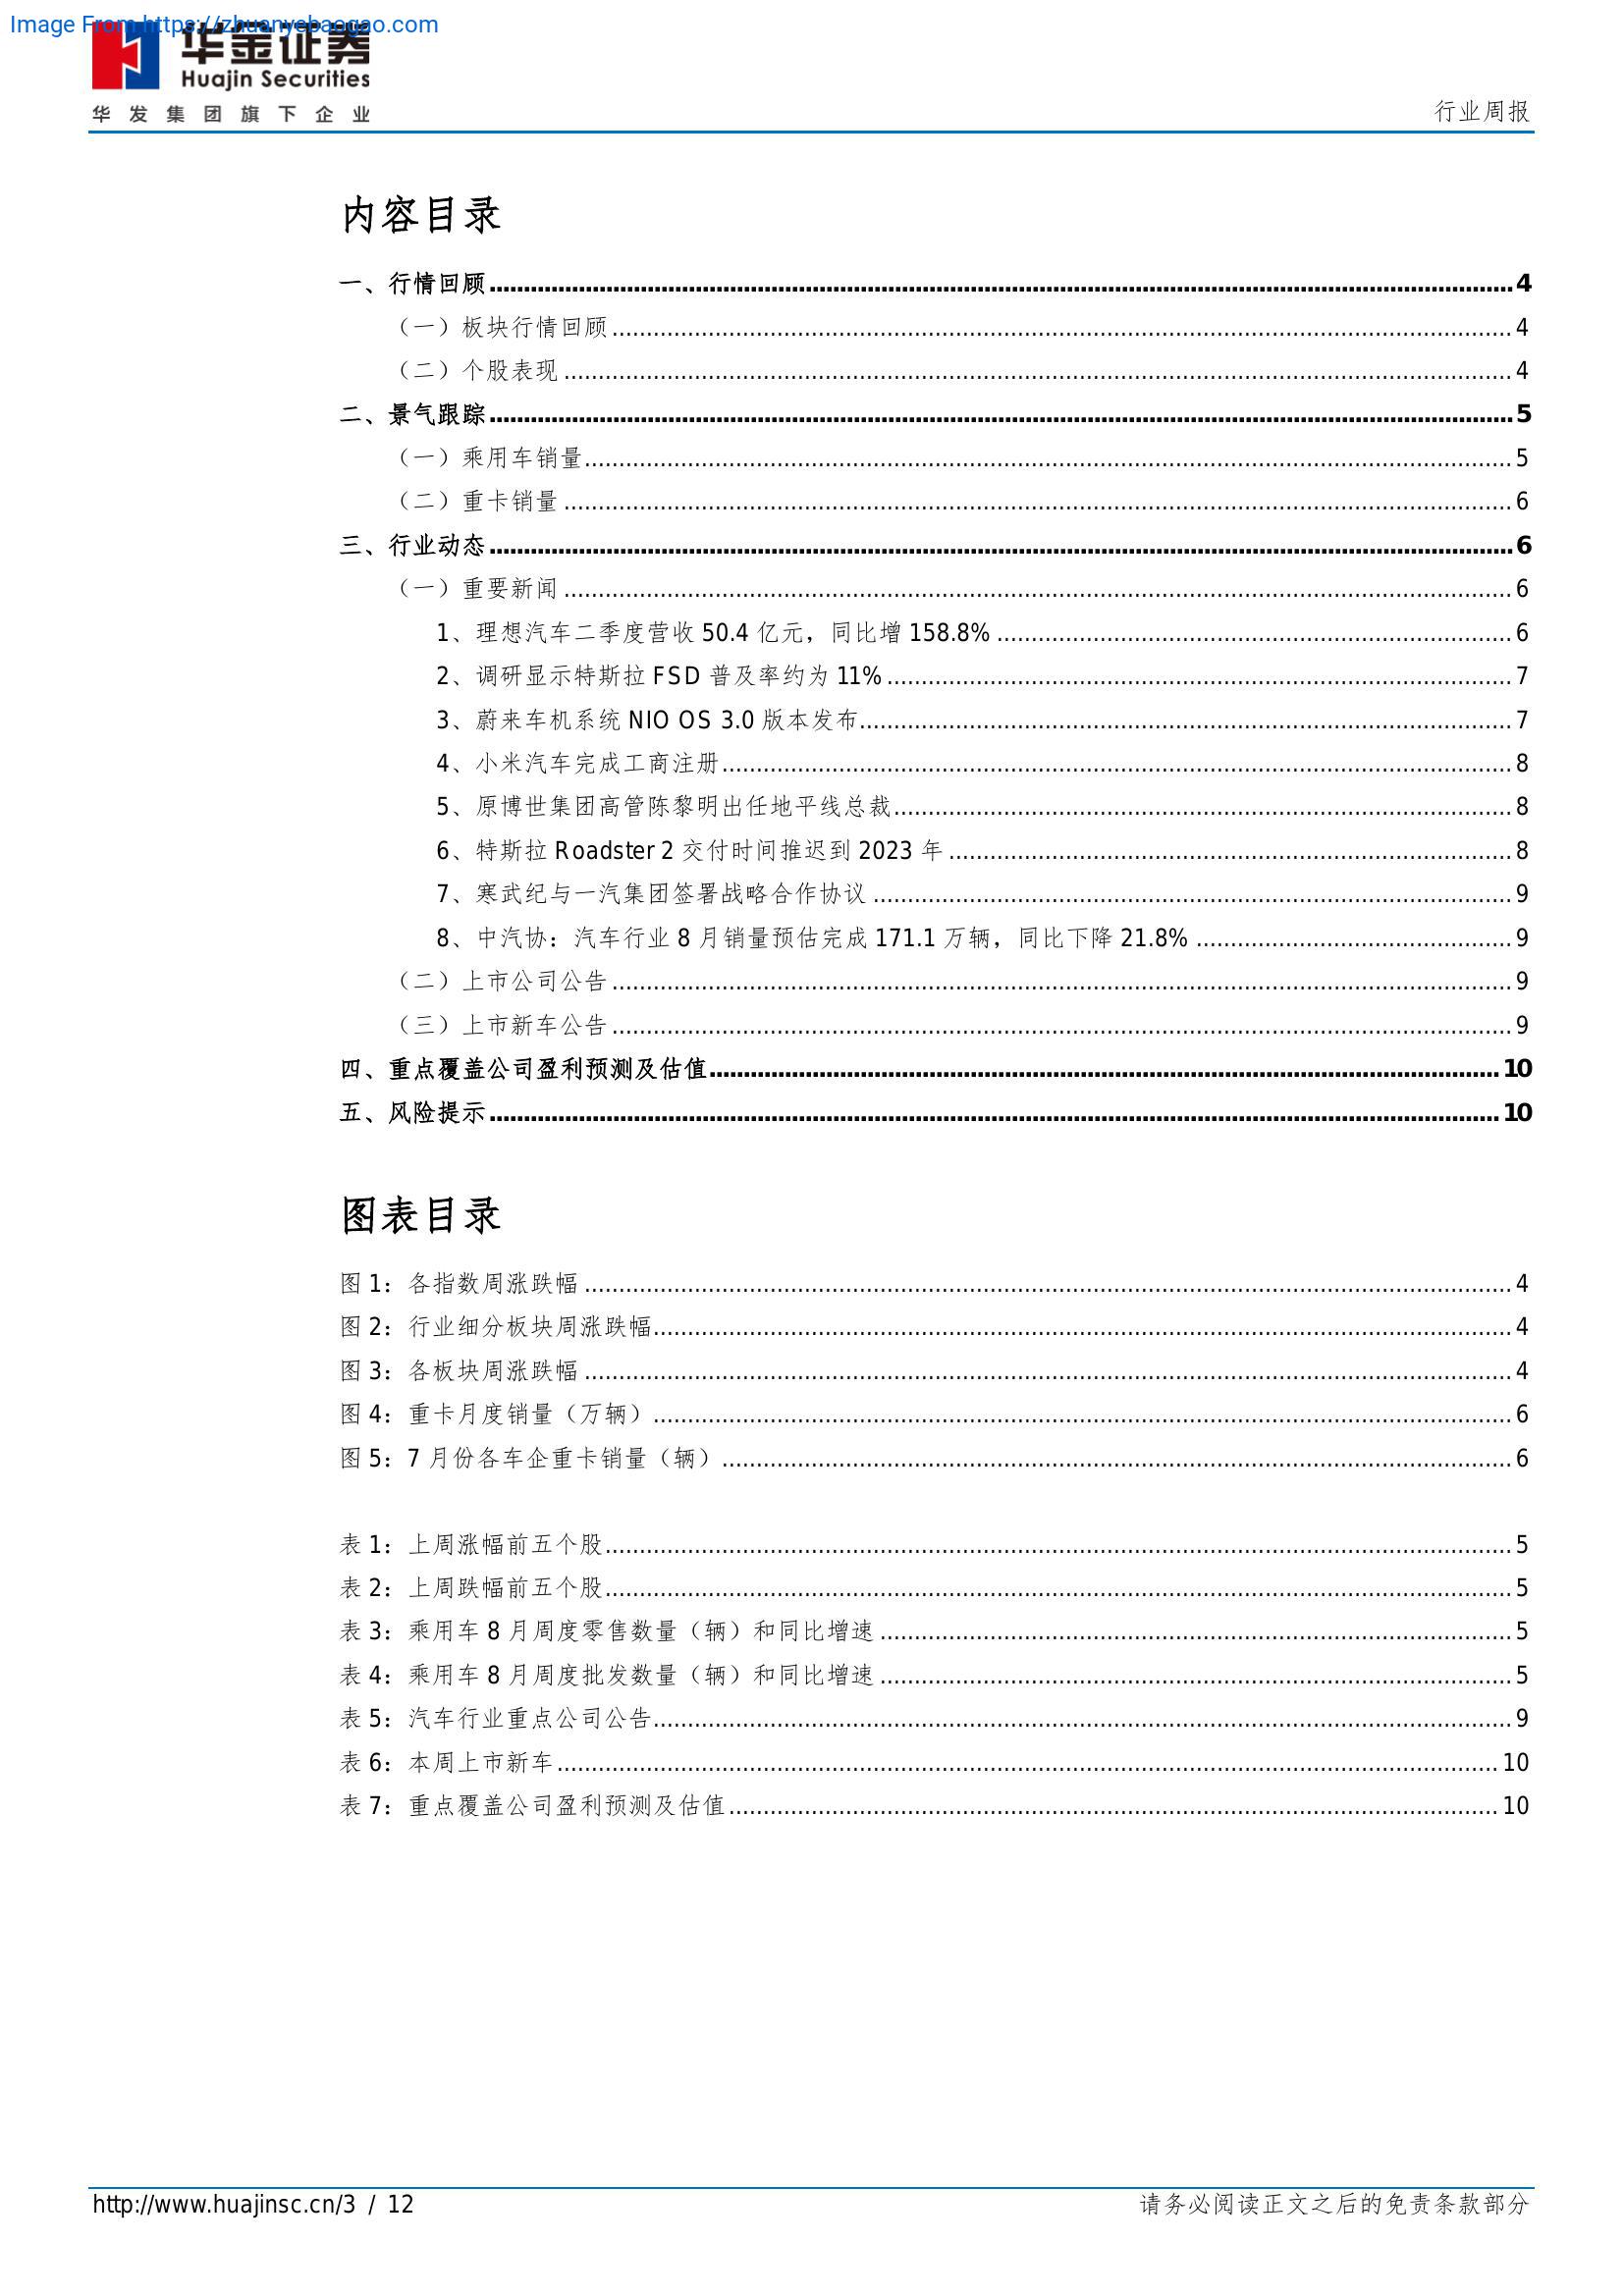 Image From https://zhuanyebaogao.com
华金证券
Huajin Securities
华发集团旗下企业
行业周报
内容目录
一、行情回顾 4
（一）板块行情回顾 4
（二）个股表现 4
二、景气跟踪 5
（一）乘用车销量 5
（二）重卡销量 6
三、行业动态 6
（一）重要新闻 6
1、理想汽车二季度营收 50.4 亿元，同比增 158.8% 6
2、调研显示特斯拉 FSD 普及率约为 11% 7
3、蔚来车机系统 NIO OS 3.0 版本发布 7
4、小米汽车完成工商注册 8
5、原博世集团高管陈黎明出任地平线总裁 8
6、特斯拉 Roadster 2 交付时间推迟到 2023 年 8
7、寒武纪与一汽集团签署战略合作协议 9
8、中汽协：汽车行业 8 月销量预估完成 171.1 万辆，同比下降 21.8% 9
（二）上市公司公告 9
（三）上市新车公告 9
四、重点覆盖公司盈利预测及估值 10
五、风险提示 10
图表目录
图 1：各指数周涨跌幅 4
图 2：行业细分板块周涨跌幅 4
图 3：各板块周涨跌幅 4
图 4：重卡月度销量（万辆） 6
图 5：7 月份各车企重卡销量（辆） 6
表 1：上周涨幅前五个股 5
表 2：上周跌幅前五个股 5
表 3：乘用车 8 月周度零售数量（辆）和同比增速 5
表 4：乘用车 8 月周度批发数量（辆）和同比增速 5
表 5：汽车行业重点公司公告 9
表 6：本周上市新车 10
表 7：重点覆盖公司盈利预测及估值 10
http://www.huajinsc.cn/3 / 12
请务必阅读正文之后的免责条款部分